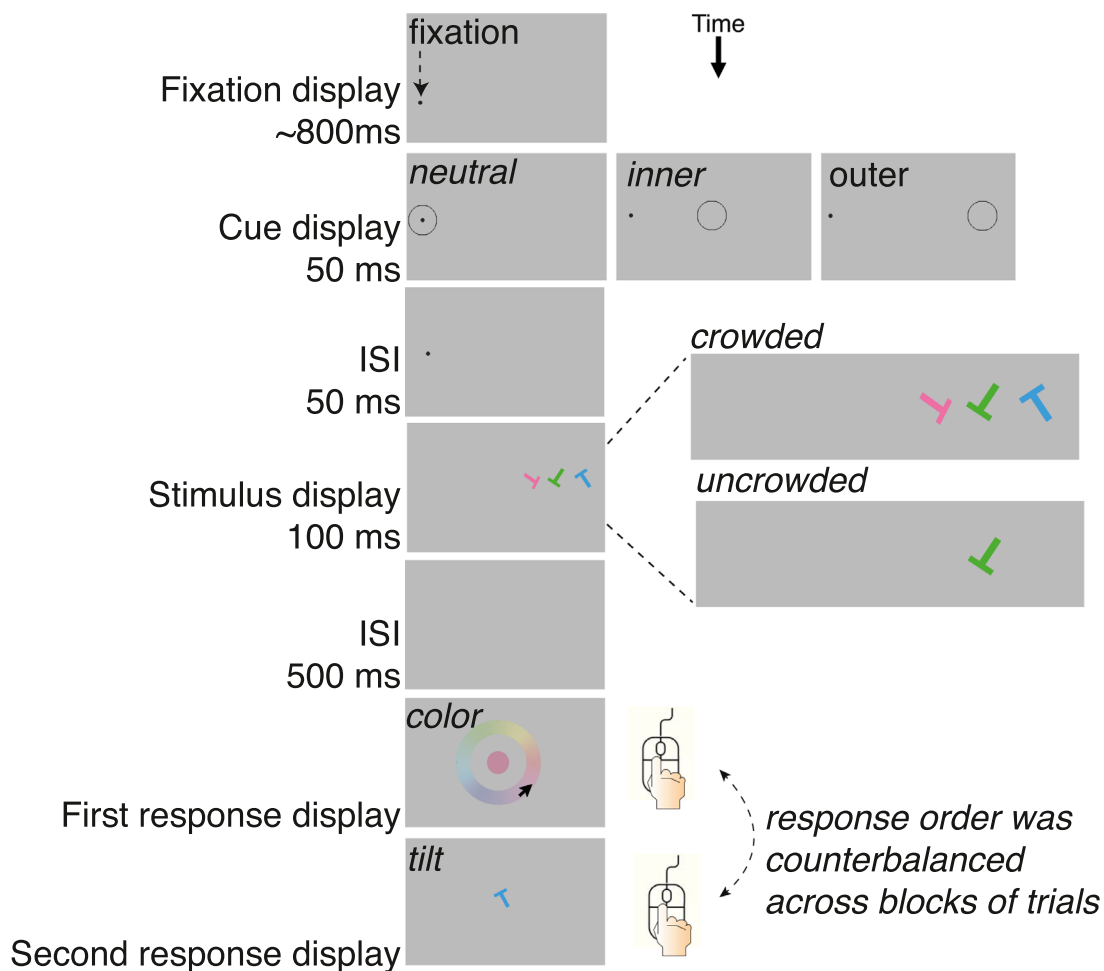 fixation
Time
Fixation display
~800ms
neutral
inner
outer
Cue display
50 ms
ISI
50 ms
crowded
Stimulus display
100 ms
uncrowded
ISI
500 ms
color
First response display
response order was
counterbalanced
across blocks of trials
tilt
Second response display